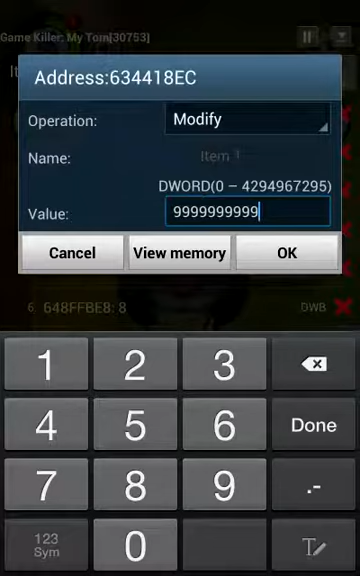 Game Killer: My Tom[30753]
Address:634418EC
Operation:
Modify
Name:
Item 1
DWORD(0 – 4294967295)
Value:
9999999999
Cancel
View memory
OK
6 648FFBE8: 8 DWB
1 2 3
4 5 6 Done
7 8 9 .-
123
Sym
0